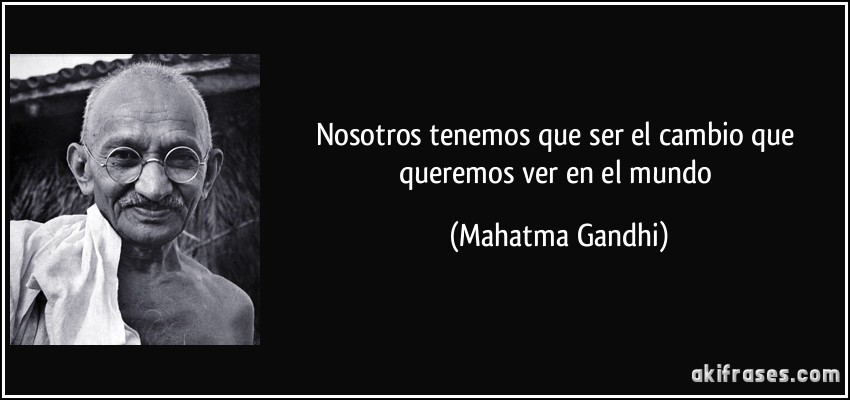 Nosotros tenemos que ser el cambio que
queremos ver en el mundo
(Mahatma Gandhi)
akifrases.com